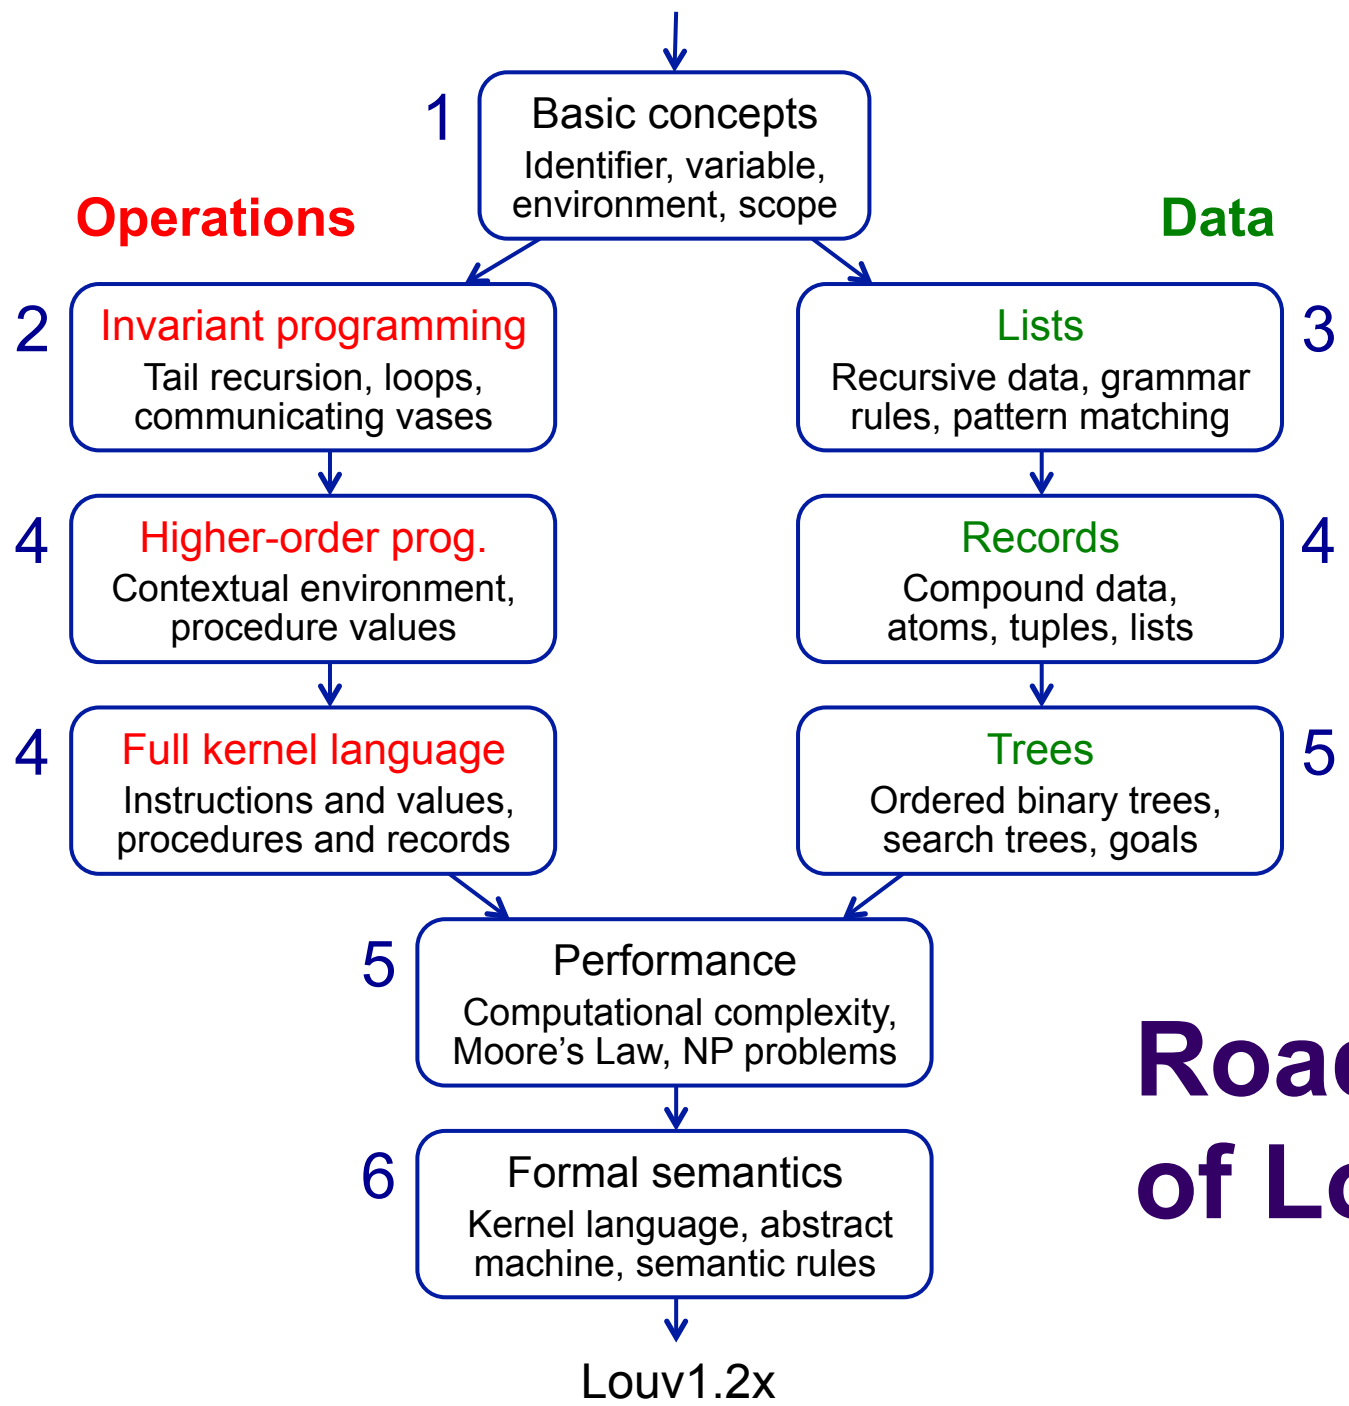 1
Basic concepts
Identifier, variable,
environment, scope
Operations
Data
2
Invariant programming
Tail recursion, loops,
communicating vases
Lists
Recursive data, grammar
rules, pattern matching
3
4
Higher-order prog.
Contextual environment,
procedure values
Records
Compound data,
atoms, tuples, lists
4
4
Full kernel language
Instructions and values,
procedures and records
Trees
Ordered binary trees,
search trees, goals
5
5
Performance
Computational complexity,
Moore's Law, NP problems
6
Formal semantics
Kernel language, abstract
machine, semantic rules
of
Louv1.2x